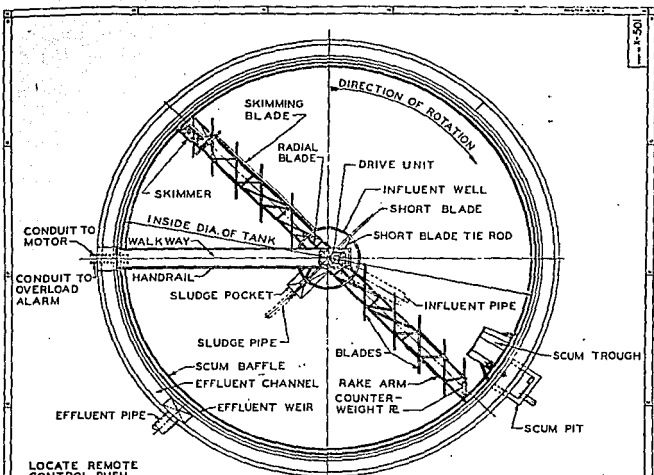 X-501
DIRECTION OF ROTATION
SKIMMING
BLADE
RADIAL
BLADE
DRIVE UNIT
INFLUENT WELL
SHORT BLADE
SKIMMER
SHORT BLADE TIE ROD
INSIDE DIA. OF TANK
CONDUIT TO
MOTOR
WALKWAY
CONDUIT TO
OVERLOAD
ALARM
HANDRAIL
SLUDGE POCKET
INFLUENT PIPE
SLUDGE PIPE
BLADES
SCUM TROUGH
SCUM BAFFLE
RAKE ARM
EFFLUENT CHANNEL
COUNTER-
WEIGHT PL
EFFLUENT PIPE
EFFLUENT WEIR
SCUM PIT
LOCATE REMOTE
CONTROL PUSH